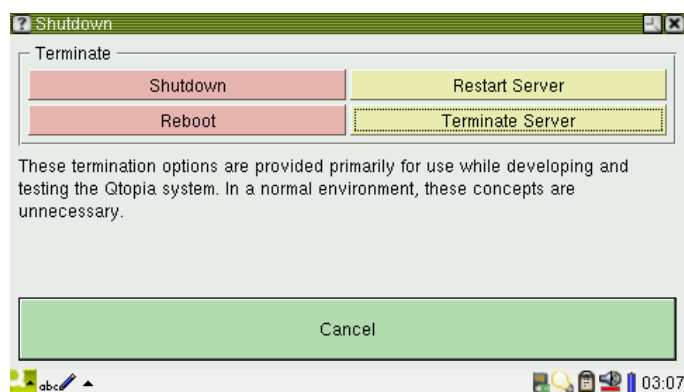 Shutdown
Terminate
Shutdown
Restart Server
Reboot
Terminate Server
These termination options are provided primarily for use while developing and
testing the Qtopia system. In a normal environment, these concepts are
unnecessary.
Cancel
abc
03:07